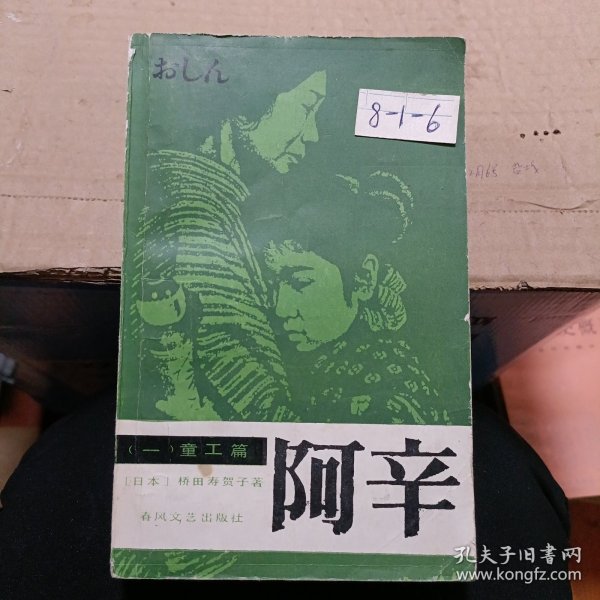 おしん
8-1-6
(一)童工篇
[日本] 桥田寿贺子著
春风文艺出版社
阿辛
孔夫子旧书网
www.kongfz.com